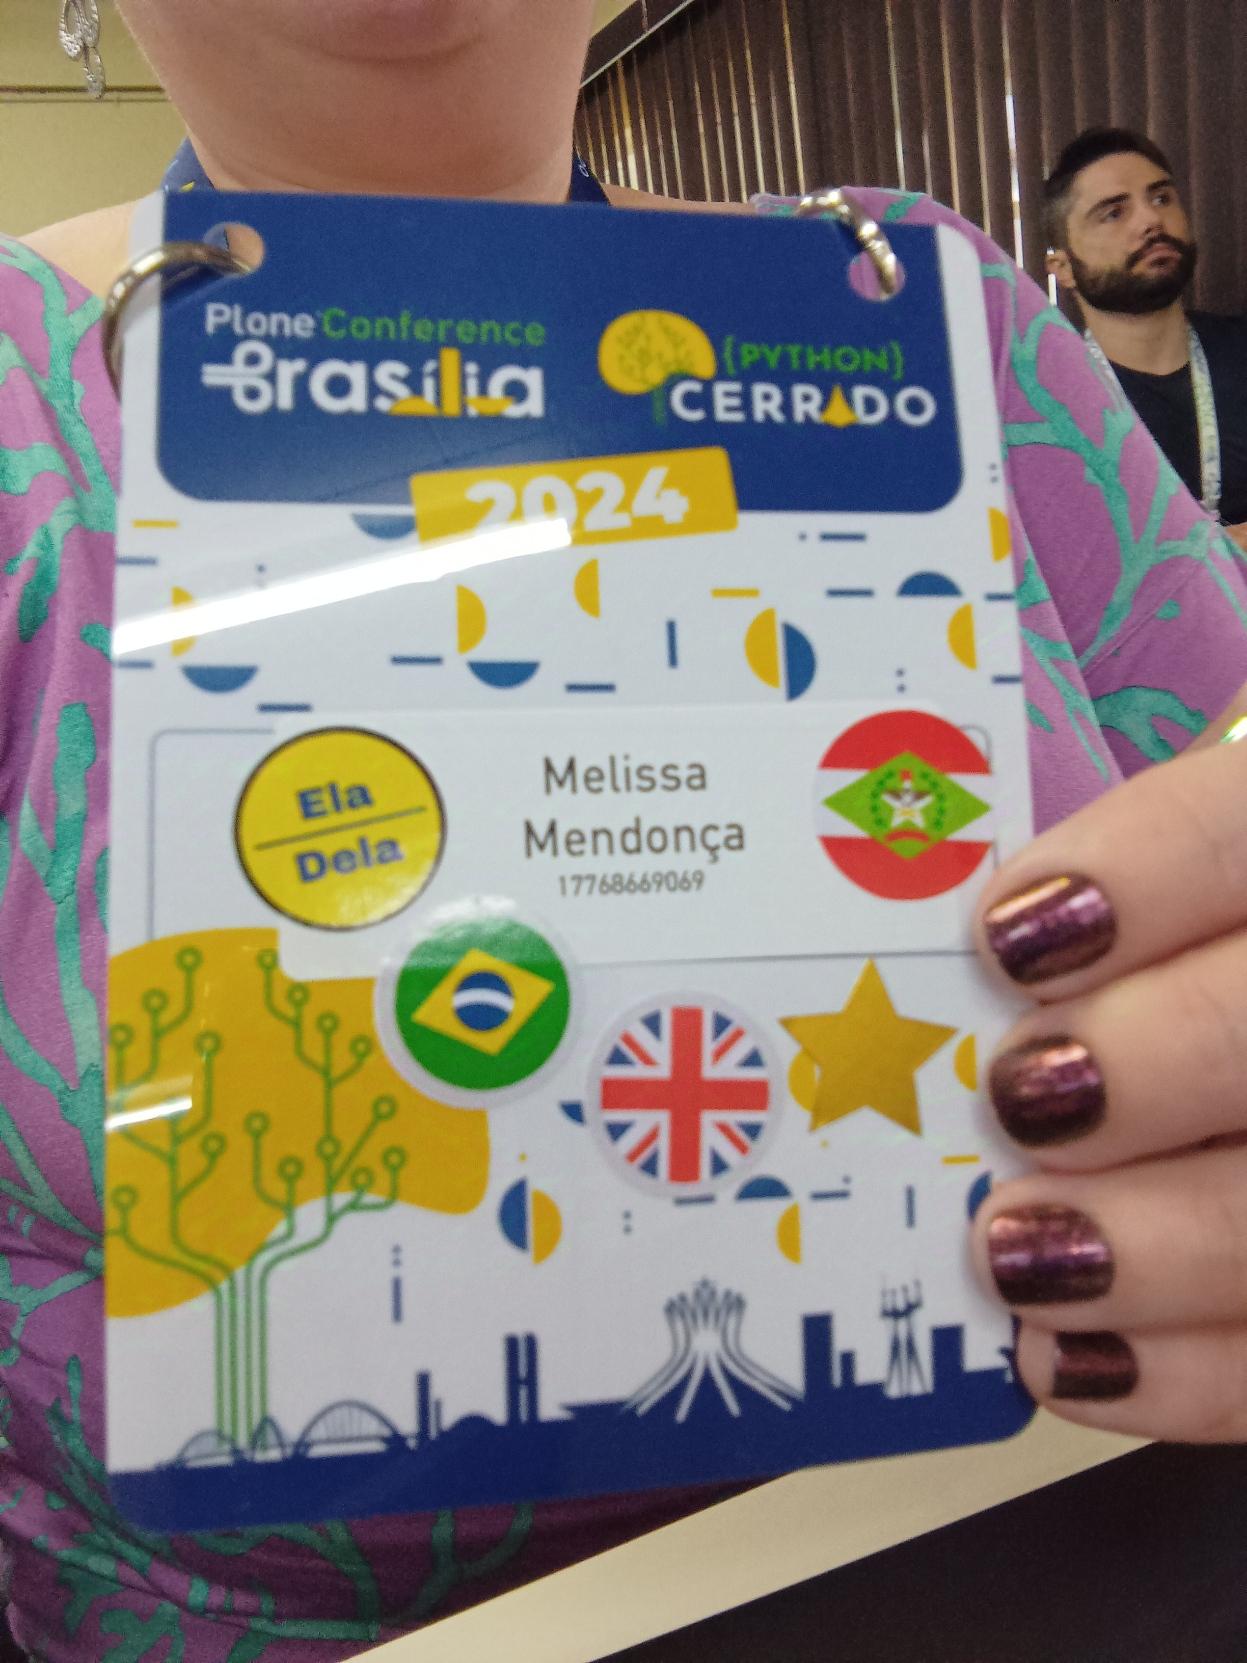 Plone Conference
Brasília
{PYTHON}
CERRADO
2024
Ela
Dela
Melissa
Mendonça
17768669069